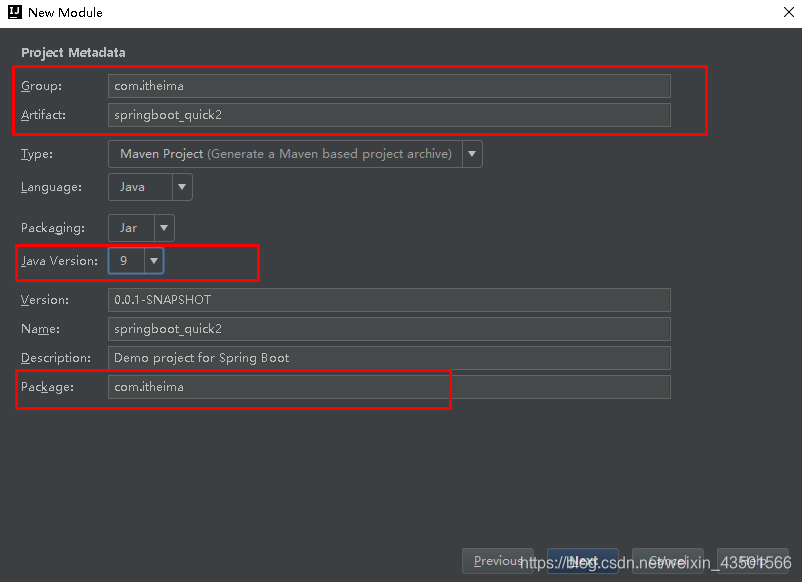 New Module
Project Metadata
Group: com.itheima
Artifact: springboot_quick2
Type: Maven Project (Generate a Maven based project archive)
Language: Java
Packaging: Jar
Java Version: 9
Version: 0.0.1-SNAPSHOT
Name: springboot_quick2
Description: Demo project for Spring Boot
Package: com.itheima
Previous Next Cancel Help
https://blog.csdn.net/weixin_43501566